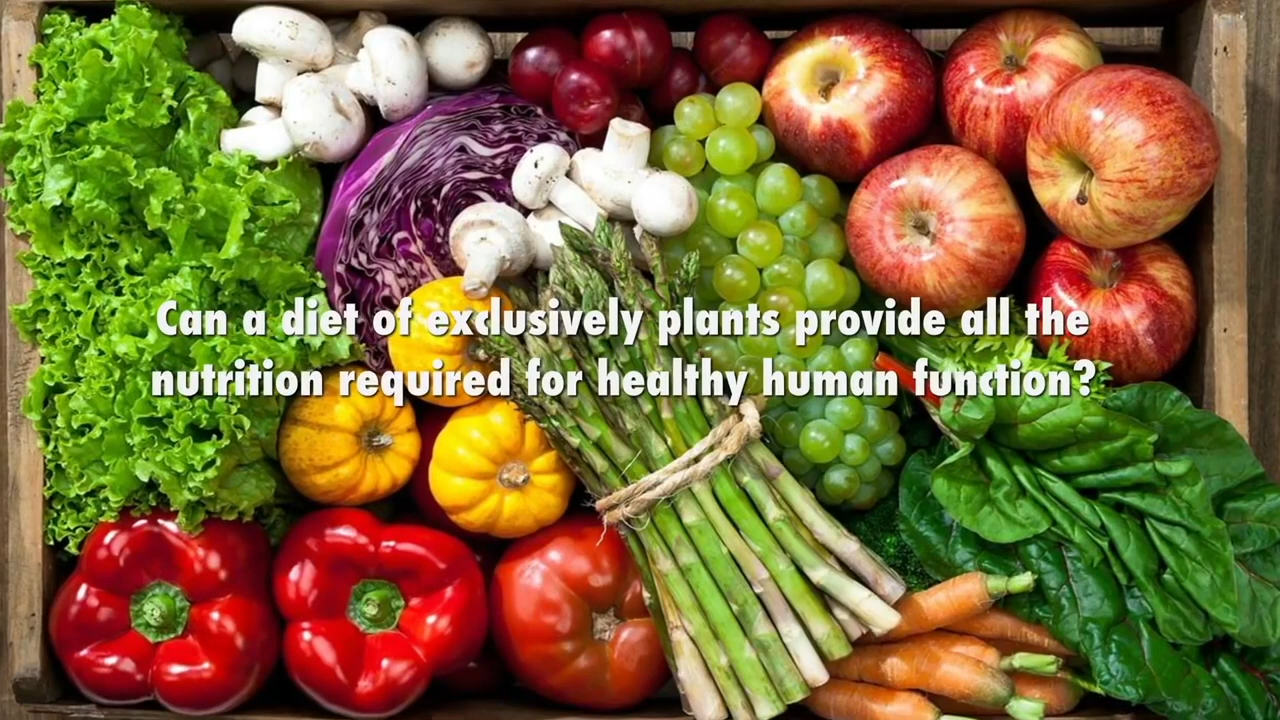 Can a diet of exclusively plants provide all the
nutrition required for healthy human function?